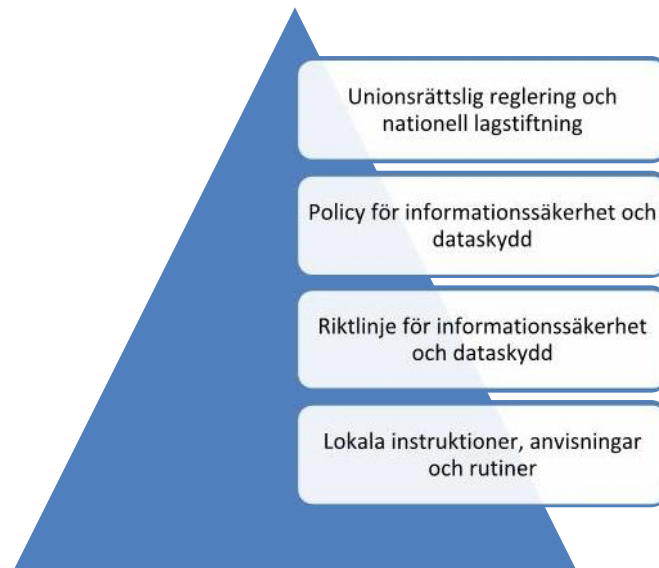 Unionsrättslig reglering och
nationell lagstiftning
Policy för informationssäkerhet och
dataskydd
Riktlinje för informationssäkerhet
och dataskydd
Lokala instruktioner, anvisningar
och rutiner